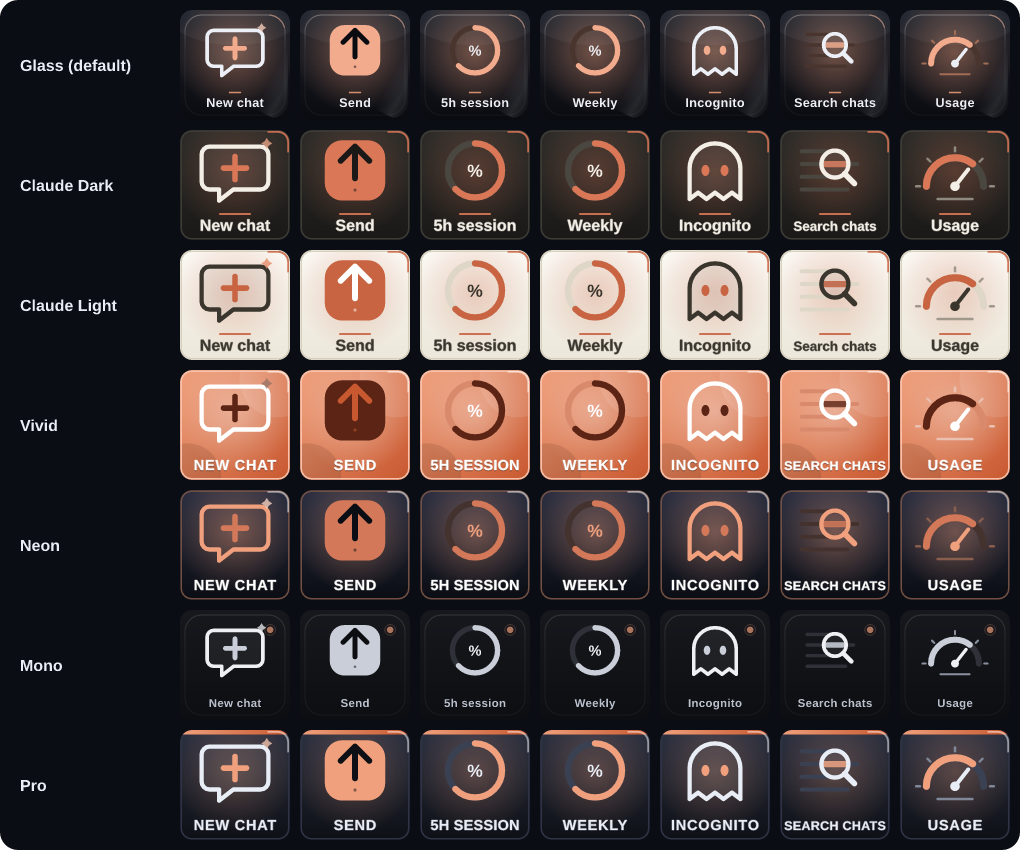 Glass (default)
%
%
New chat
Send
5h session
Weekly
Incognito
Search chats
Usage
Claude Dark
%
%
New chat
Send
5h session
Weekly
Incognito
Search chats
Usage
Claude Light
%
%
New chat
Send
5h session
Weekly
Incognito
Search chats
Usage
Vivid
%
%
NEW CHAT
SEND
5H SESSION
WEEKLY
INCOGNITO
SEARCH CHATS
USAGE
Neon
%
%
NEW CHAT
SEND
5H SESSION
WEEKLY
INCOGNITO
SEARCH CHATS
USAGE
Mono
%
%
New chat
Send
5h session
Weekly
Incognito
Search chats
Usage
Pro
%
%
NEW CHAT
SEND
5H SESSION
WEEKLY
INCOGNITO
SEARCH CHATS
USAGE